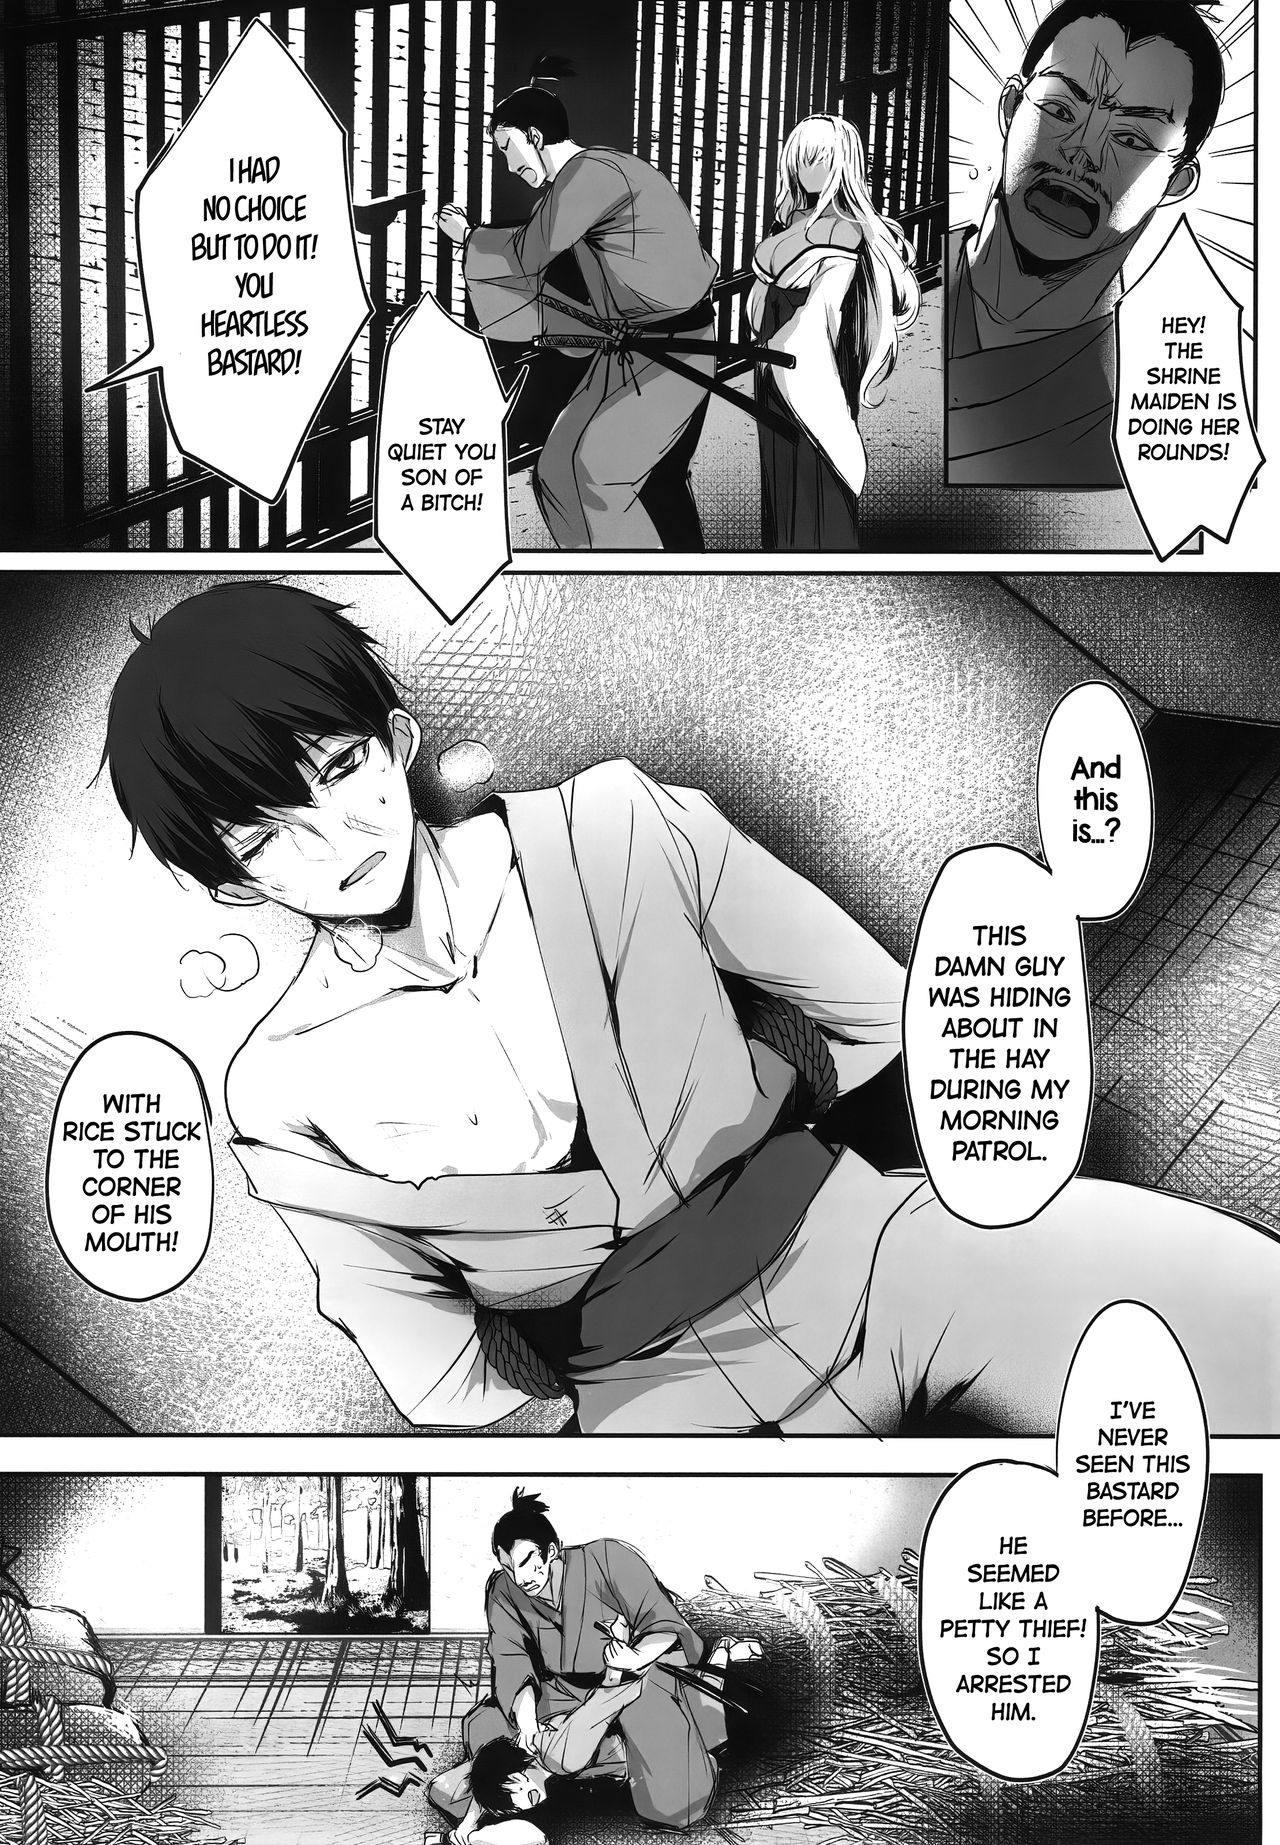 HEY!
THE
SHRINE
MAIDEN IS
DOING HER
ROUNDS!
I HAD
NO CHOICE
BUT TO DO IT!
YOU
HEARTLESS
BASTARD!
STAY
QUIET YOU
SON OF
A BITCH!
And
this
is...?
THIS
DAMN GUY
WAS HIDING
ABOUT IN
THE HAY
DURING MY
MORNING
PATROL.
WITH
RICE STUCK
TO THE
CORNER
OF HIS
MOUTH!
I'VE
NEVER
SEEN THIS
BASTARD
BEFORE...
HE
SEEMED
LIKE A
PETTY THIEF!
SO I
ARRESTED
HIM.